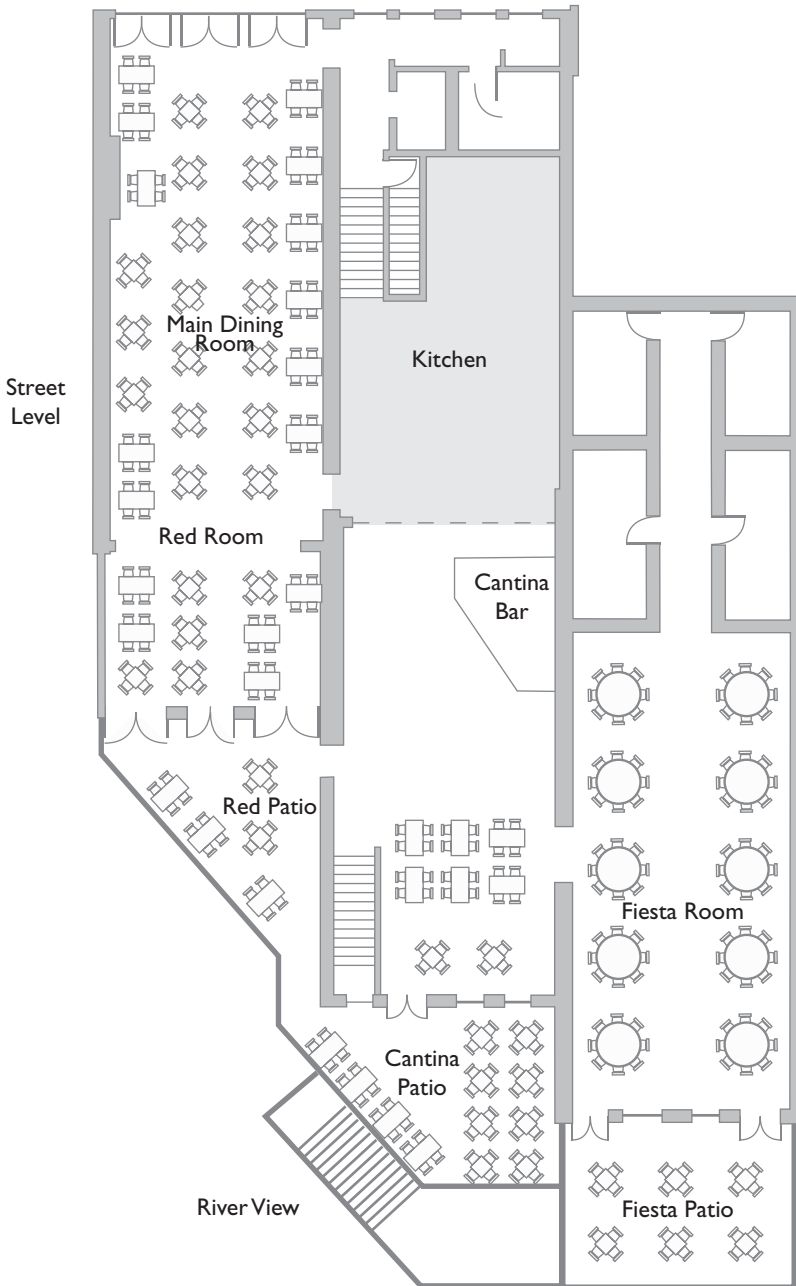 Main Dining
Room
Kitchen
Street
Level
Red Room
Cantina
Bar
Red Patio
Fiesta Room
Cantina
Patio
River View
Fiesta Patio